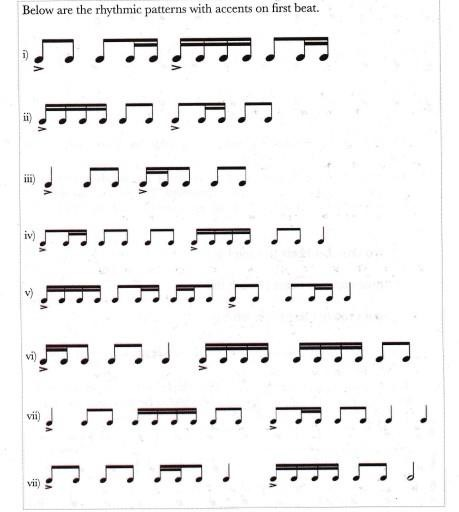 Below are the rhythmic patterns with accents on first beat.
i)
ii)
iii)
iv)
v)
vi)
vii)
vii)